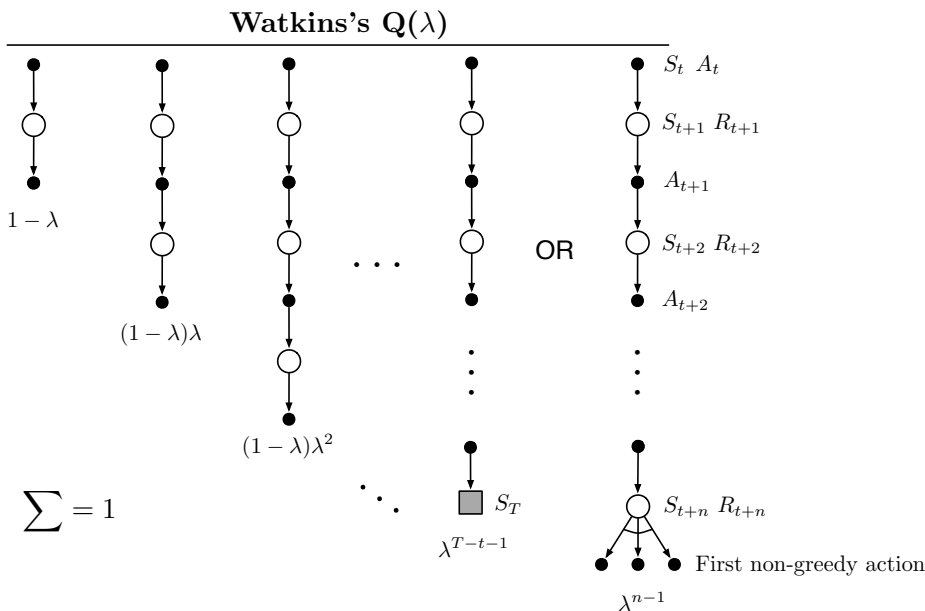 Watkins's Q(λ)
S_t A_t
S_{t+1} R_{t+1}
A_{t+1}
1 − λ
S_{t+2} R_{t+2}
OR
. . .
A_{t+2}
(1 − λ)λ
(1 − λ)λ^2
∑ = 1
S_T
S_{t+n} R_{t+n}
λ^{T−t−1}
First non-greedy action
λ^{n−1}